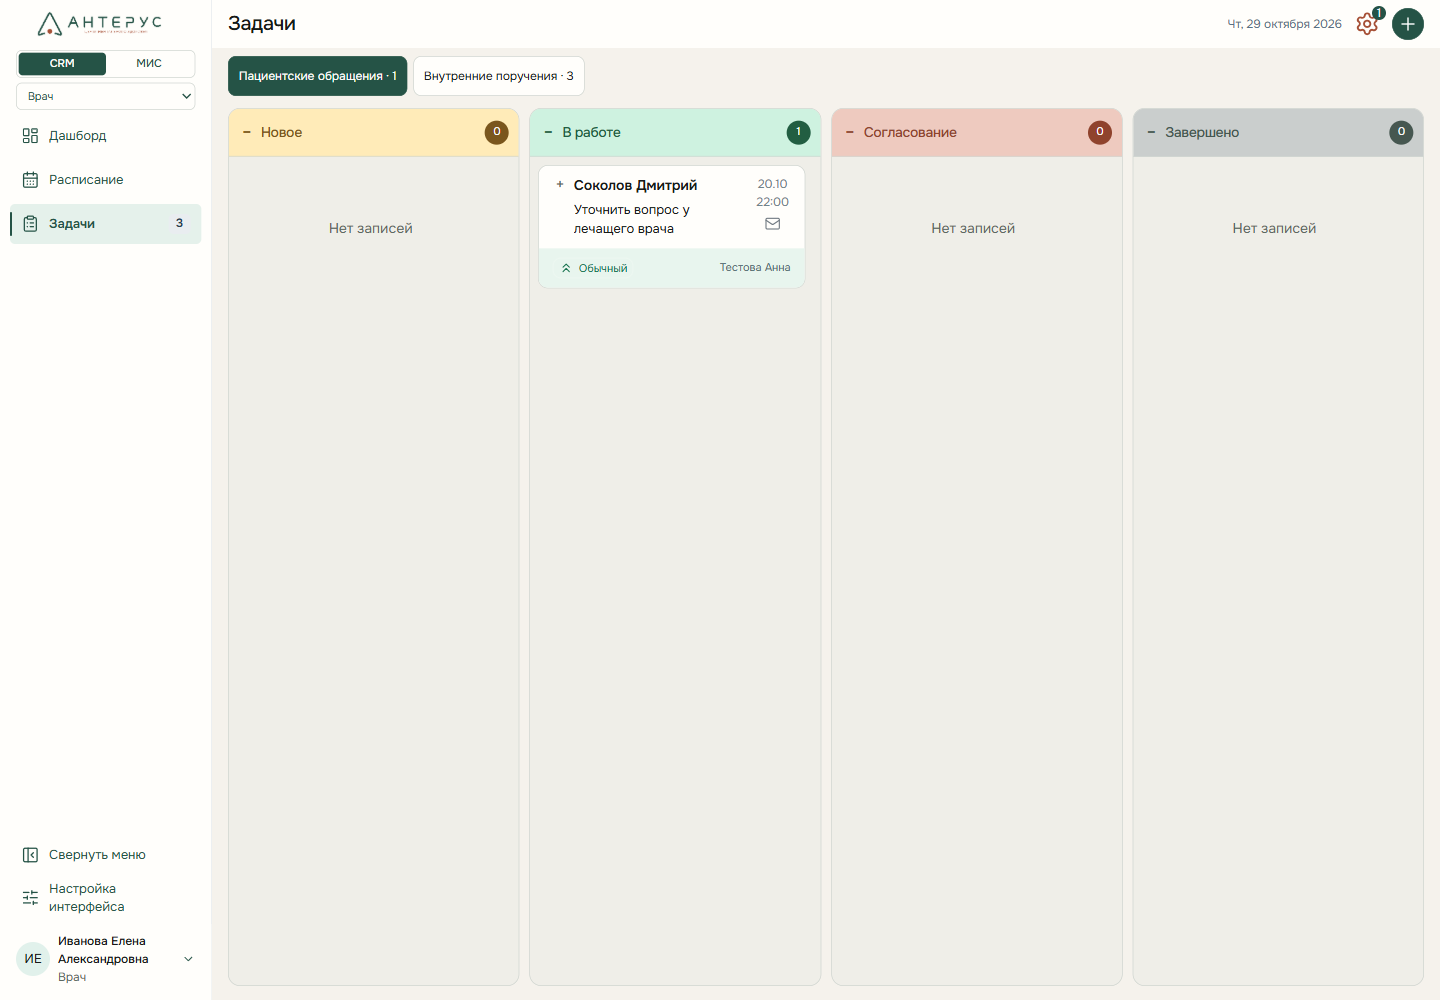 АНТЕРУС
CRM
МИС
Врач
Дашборд
Расписание
Задачи
3
Свернуть меню
Настройка
интерфейса
ИЕ
Иванова Елена
Александровна
Врач
Задачи
Чт, 29 октября 2026
1
Пациентские обращения · 1
Внутренние поручения · 3
Новое
0
Нет записей
В работе
1
Соколов Дмитрий
20.10
22:00
Уточнить вопрос у
лечащего врача
Обычный
Тестова Анна
Согласование
0
Нет записей
Завершено
0
Нет записей